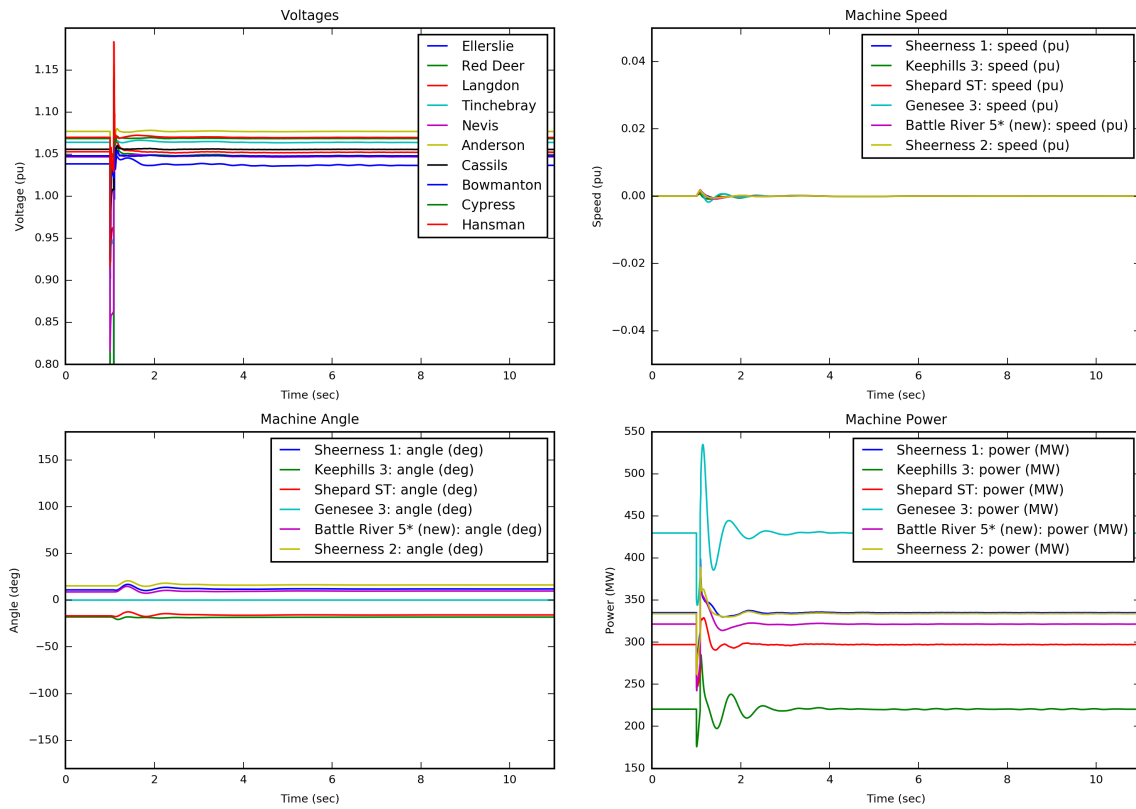 Voltages
Voltage (pu)
1.15
1.10
1.05
1.00
0.95
0.90
0.85
0.80
0 2 4 6 8 10
Time (sec)
Ellerslie
Red Deer
Langdon
Tinchebray
Nevis
Anderson
Cassils
Bowmanton
Cypress
Hansman
Machine Speed
Speed (pu)
0.04
0.02
0.00
−0.02
−0.04
0 2 4 6 8 10
Time (sec)
Sheerness 1: speed (pu)
Keephills 3: speed (pu)
Shepard ST: speed (pu)
Genesee 3: speed (pu)
Battle River 5* (new): speed (pu)
Sheerness 2: speed (pu)
Machine Angle
Angle (deg)
150
100
50
0
−50
−100
−150
0 2 4 6 8 10
Time (sec)
Sheerness 1: angle (deg)
Keephills 3: angle (deg)
Shepard ST: angle (deg)
Genesee 3: angle (deg)
Battle River 5* (new): angle (deg)
Sheerness 2: angle (deg)
Machine Power
Power (MW)
550
500
450
400
350
300
250
200
150
0 2 4 6 8 10
Time (sec)
Sheerness 1: power (MW)
Keephills 3: power (MW)
Shepard ST: power (MW)
Genesee 3: power (MW)
Battle River 5* (new): power (MW)
Sheerness 2: power (MW)